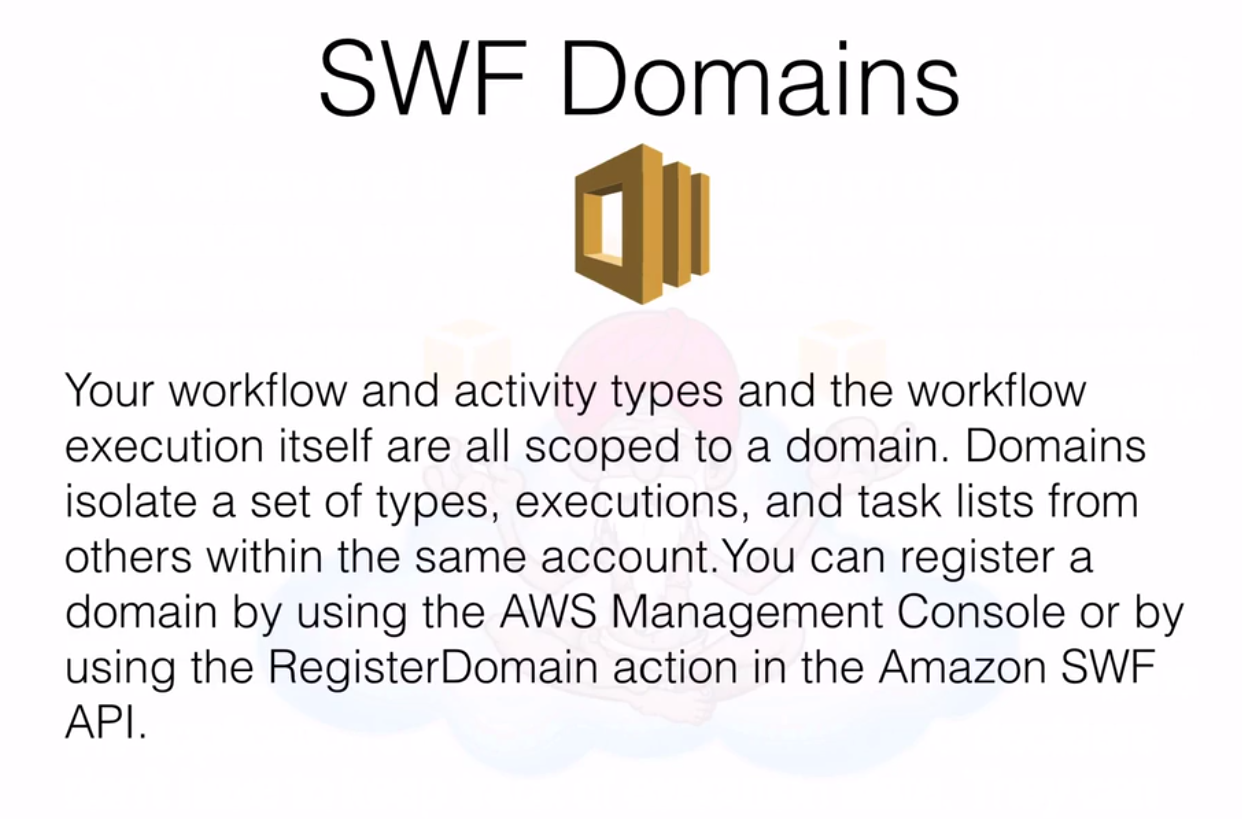 SWF Domains
Your workflow and activity types and the workflow
execution itself are all scoped to a domain. Domains
isolate a set of types, executions, and task lists from
others within the same account.You can register a
domain by using the AWS Management Console or by
using the RegisterDomain action in the Amazon SWF
API.